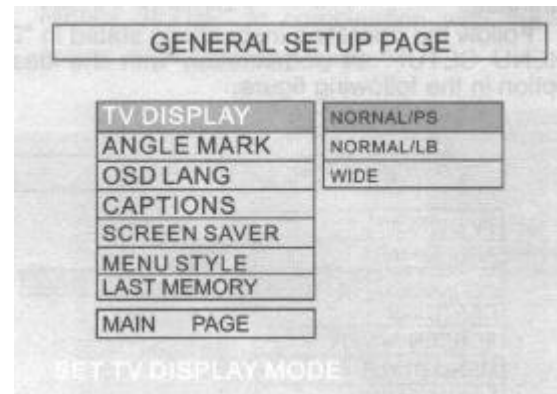 GENERAL SETUP PAGE
TV DISPLAY
ANGLE MARK
OSD LANG
CAPTIONS
SCREEN SAVER
MENU STYLE
LAST MEMORY
MAIN PAGE
NORNAL/PS
NORMAL/LB
WIDE
SET TV DISPLAY MODE